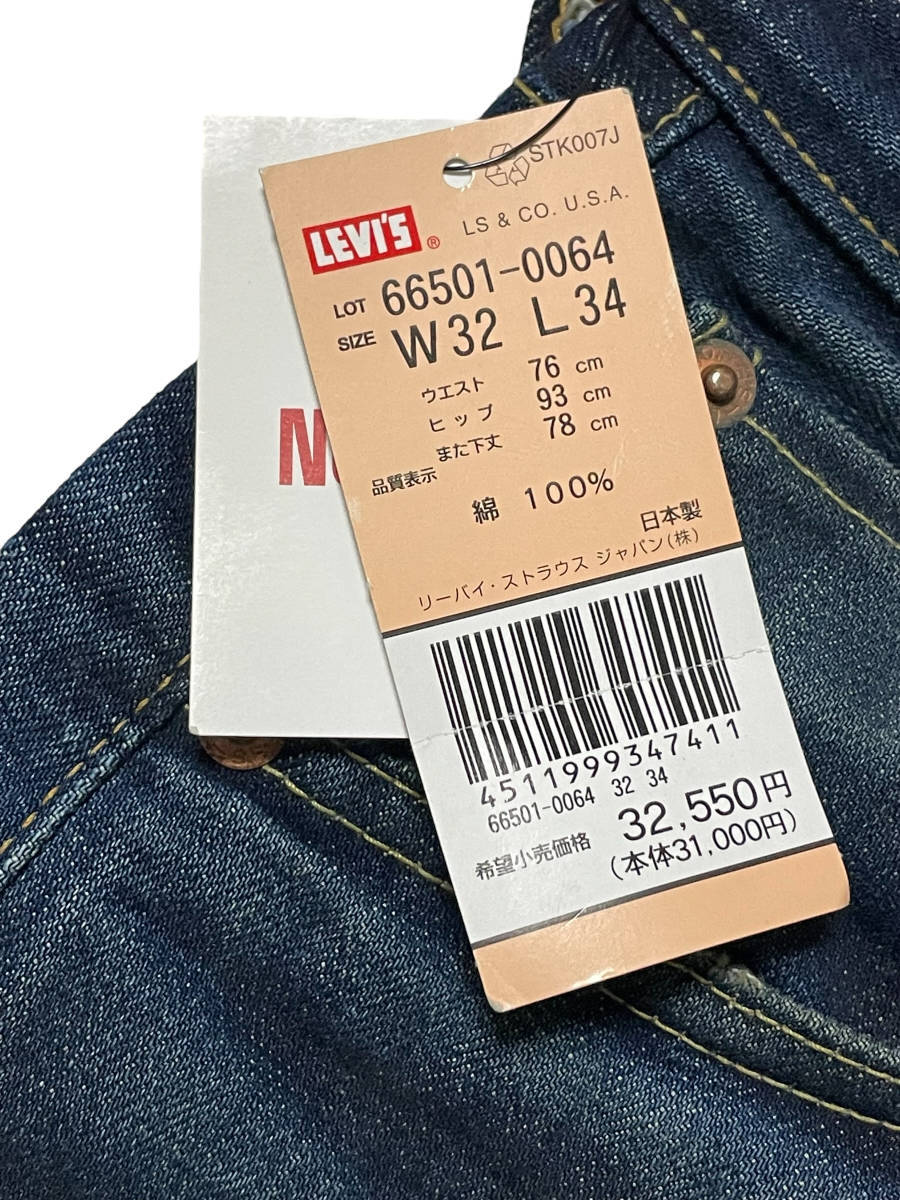 STK007J
LEVI'S ® LS & CO. U.S.A.
LOT 66501-0064
SIZE W32 L34
ウエスト 76 cm
ヒップ 93 cm
また下丈 78 cm
品質表示
綿 100%
日本製
リーバイ・ストラウス ジャパン(株)
4511999347411
66501-0064 32 34
希望小売価格 32,550円
(本体31,000円)